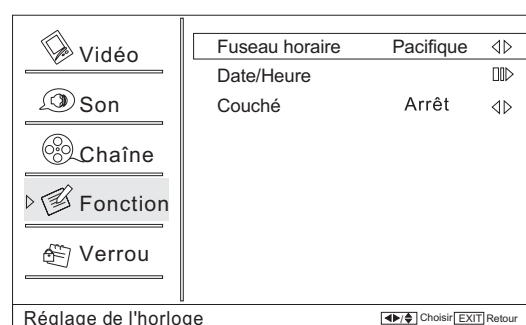 Vidéo
Son
Chaîne
Fonction
Verrou
Fuseau horaire Pacifique
Date/Heure
Couché Arrêt
Réglage de l'horloge
Choisir EXIT Retour